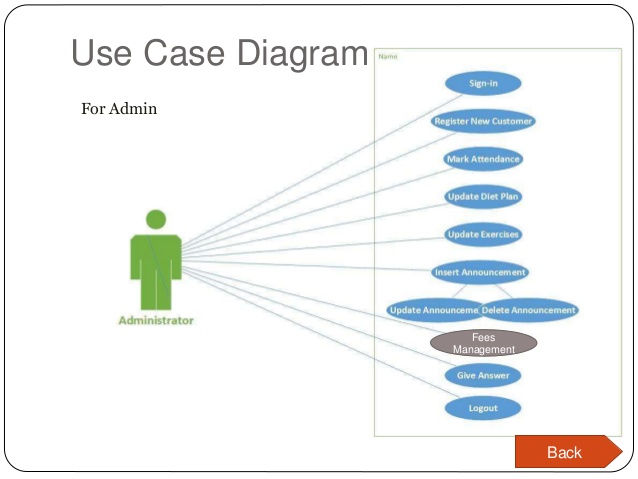 Use Case Diagram
Name
For Admin
Sign-in
Register New Customer
Mark Attendance
Update Diet Plan
Update Exercises
Insert Announcement
Update Announceme
Delete Announcement
Fees
Management
Give Answer
Logout
Administrator
Back